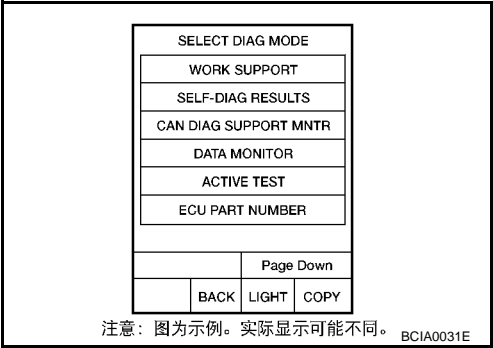 SELECT DIAG MODE
WORK SUPPORT
SELF-DIAG RESULTS
CAN DIAG SUPPORT MNTR
DATA MONITOR
ACTIVE TEST
ECU PART NUMBER
Page Down
BACK LIGHT COPY
注意：图为示例。实际显示可能不同。
BCIA0031E